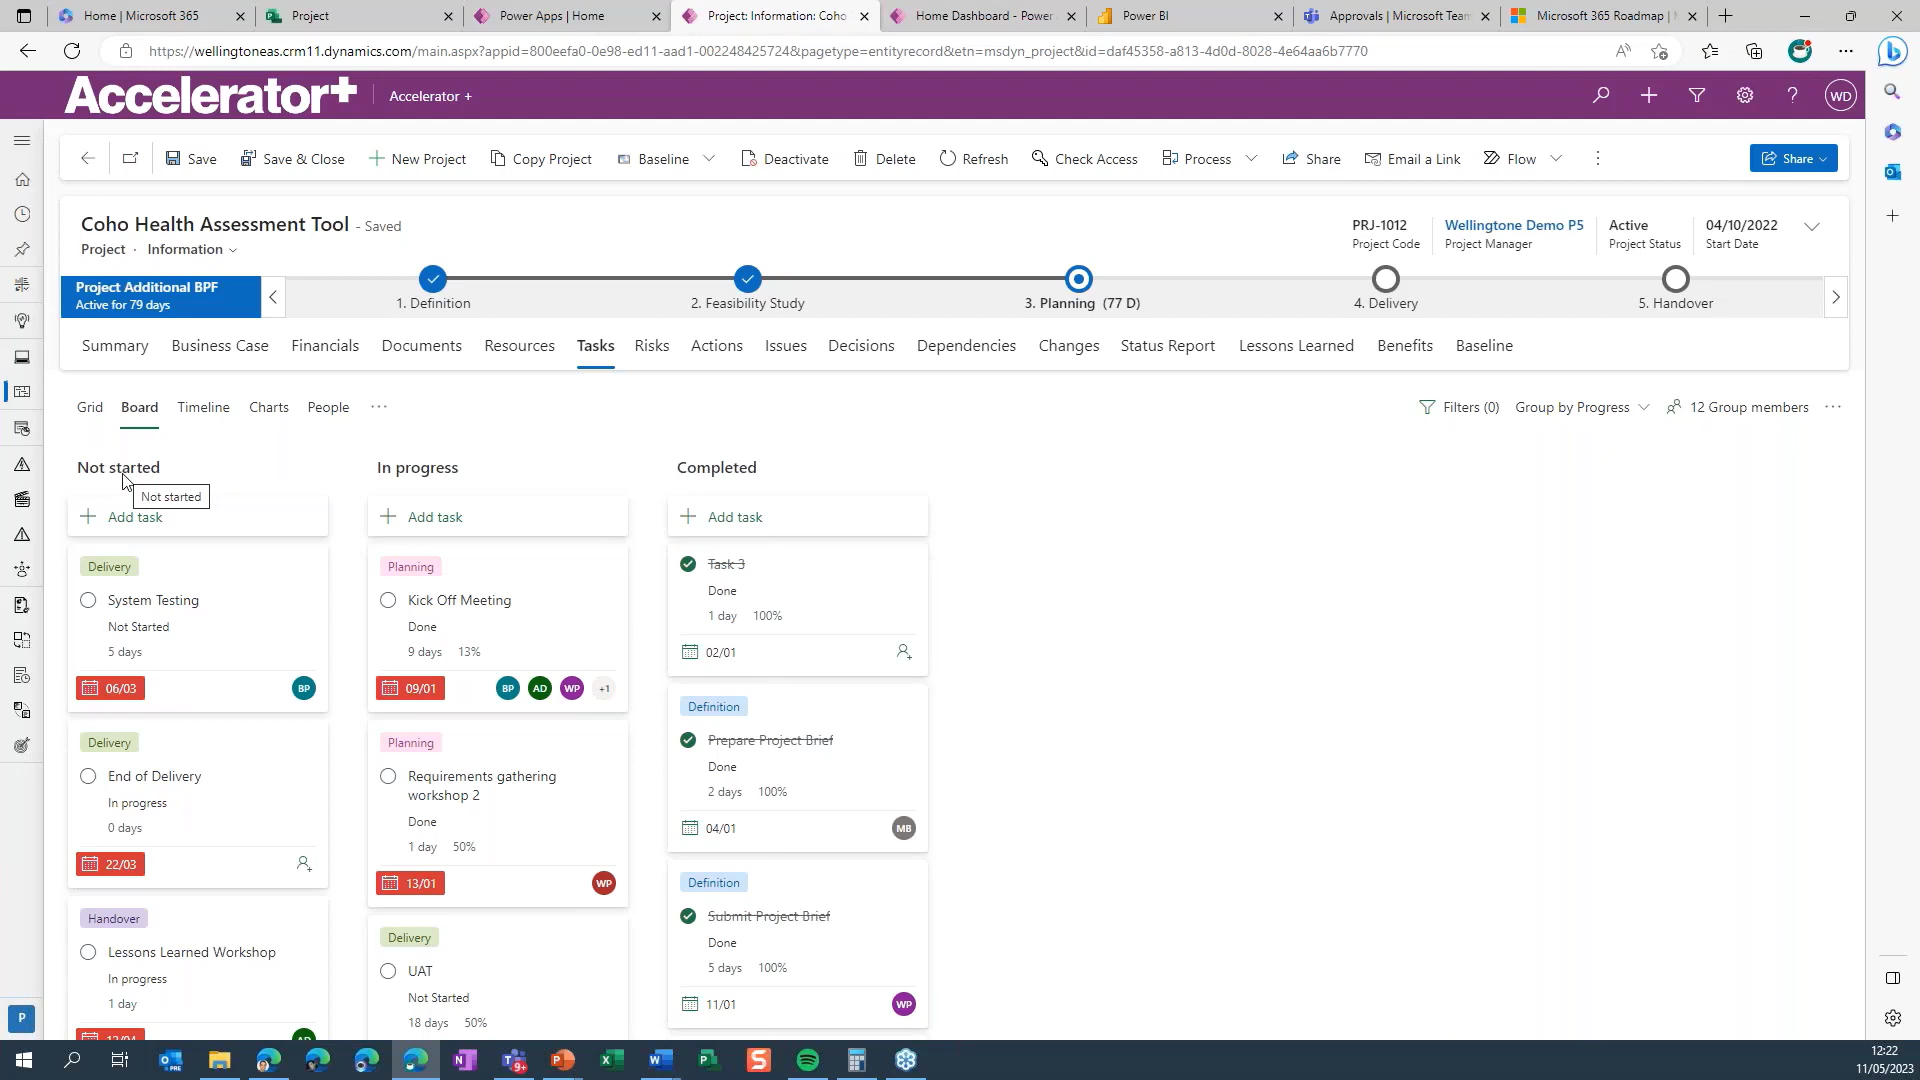 Home | Microsoft 365
Project
Power Apps | Home
Project: Information: Coho
Home Dashboard - Power
Power BI
Approvals | Microsoft Team
Microsoft 365 Roadmap |
https://wellingtoneas.crm11.dynamics.com/main.aspx?appid=800eefa0-0e98-ed11-aad1-002248425724&pagetype=entityrecord&etn=msdyn_project&id=daf45358-a813-4d0d-8028-4e64aa6b7770
Accelerator+
Accelerator +
WD
Save
Save & Close
New Project
Copy Project
Baseline
Deactivate
Delete
Refresh
Check Access
Process
Share
Email a Link
Flow
Share
Coho Health Assessment Tool - Saved
Project · Information
PRJ-1012
Project Code
Wellingtone Demo P5
Project Manager
Active
Project Status
04/10/2022
Start Date
Project Additional BPF
Active for 79 days
1. Definition
2. Feasibility Study
3. Planning (77 D)
4. Delivery
5. Handover
Summary
Business Case
Financials
Documents
Resources
Tasks
Risks
Actions
Issues
Decisions
Dependencies
Changes
Status Report
Lessons Learned
Benefits
Baseline
Grid
Board
Timeline
Charts
People
Filters (0)
Group by Progress
12 Group members
Not started
Not started
Add task
Delivery
System Testing
Not Started
5 days
06/03
BP
Delivery
End of Delivery
In progress
0 days
22/03
Handover
Lessons Learned Workshop
In progress
1 day
In progress
Add task
Planning
Kick Off Meeting
Done
9 days 13%
09/01
BP AD WP +1
Planning
Requirements gathering
workshop 2
Done
1 day 50%
13/01
WP
Delivery
UAT
Not Started
18 days 50%
Completed
Add task
Task 3
Done
1 day 100%
02/01
Definition
Prepare Project Brief
Done
2 days 100%
04/01
MB
Definition
Submit Project Brief
Done
5 days 100%
11/01
WP
P
12:22
11/05/2023